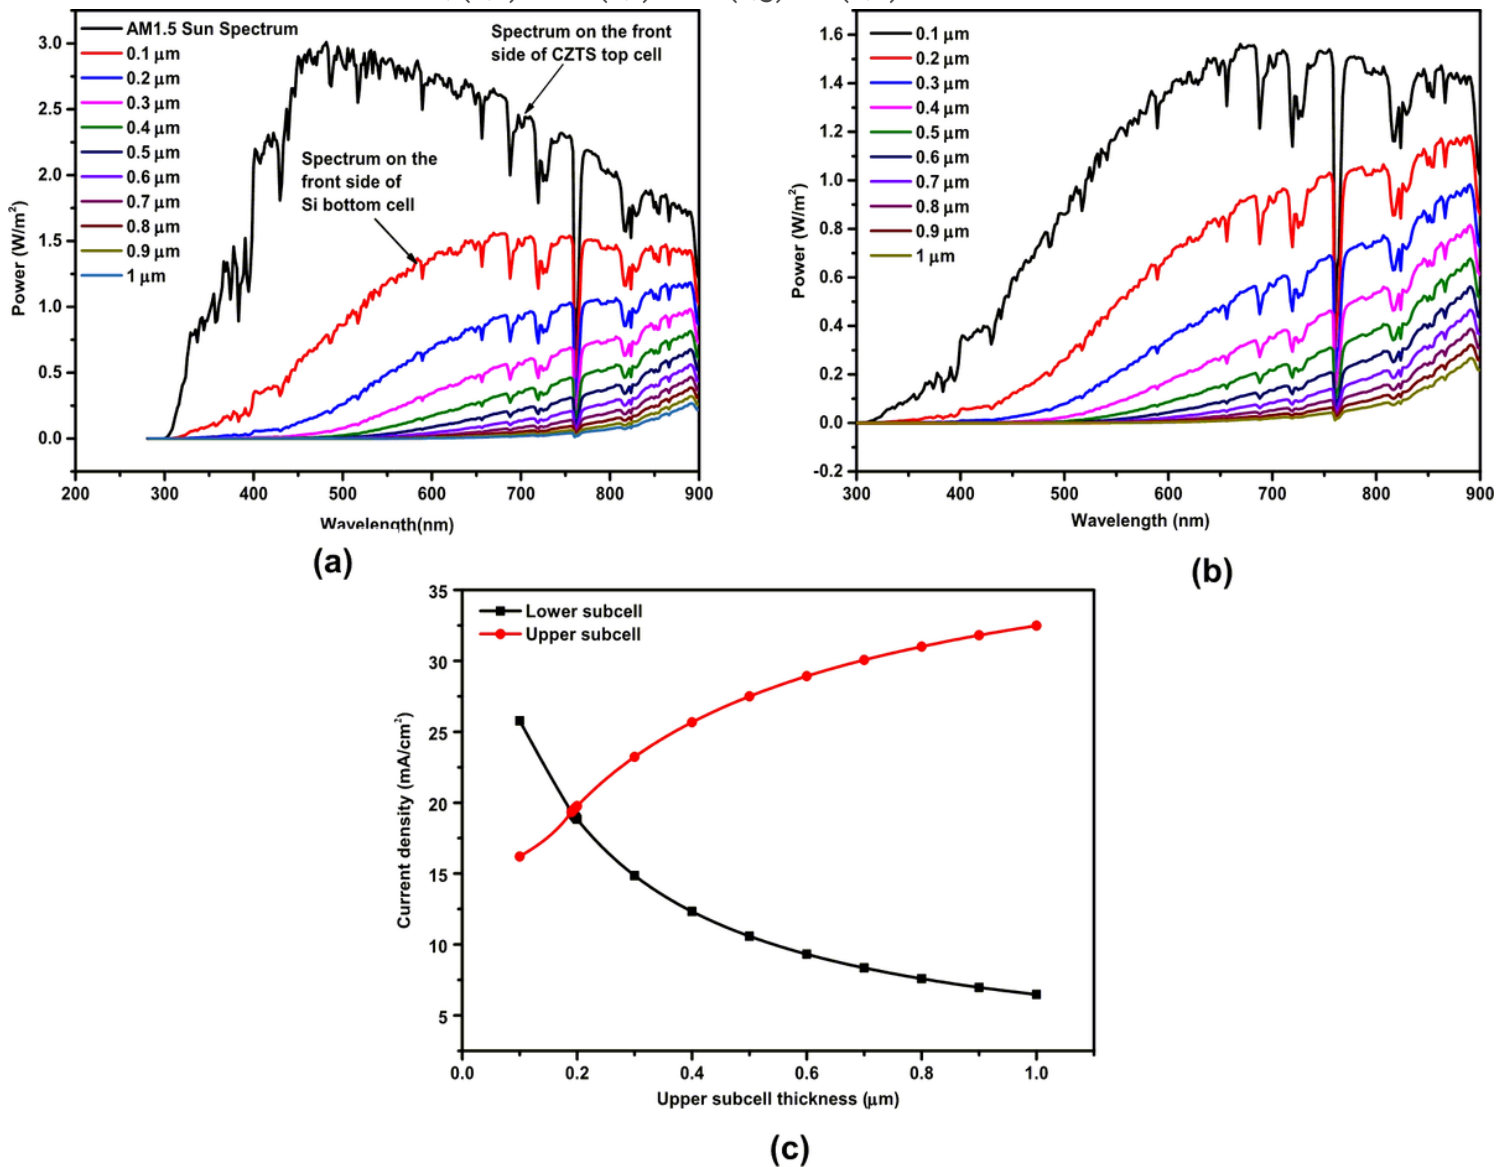 AM1.5 Sun Spectrum
0.1 μm
0.2 μm
0.3 μm
0.4 μm
0.5 μm
0.6 μm
0.7 μm
0.8 μm
0.9 μm
1 μm
Spectrum on the front
side of CZTS top cell
Spectrum on the
front side of
Si bottom cell
Power (W/m²)
3.0
2.5
2.0
1.5
1.0
0.5
0.0
200 300 400 500 600 700 800 900
Wavelength(nm)
(a)
0.1 μm
0.2 μm
0.3 μm
0.4 μm
0.5 μm
0.6 μm
0.7 μm
0.8 μm
0.9 μm
1 μm
Power (W/m²)
1.6
1.4
1.2
1.0
0.8
0.6
0.4
0.2
0.0
-0.2
300 400 500 600 700 800 900
Wavelength (nm)
(b)
Lower subcell
Upper subcell
Current density (mA/cm²)
35
30
25
20
15
10
5
0.0 0.2 0.4 0.6 0.8 1.0
Upper subcell thickness (μm)
(c)